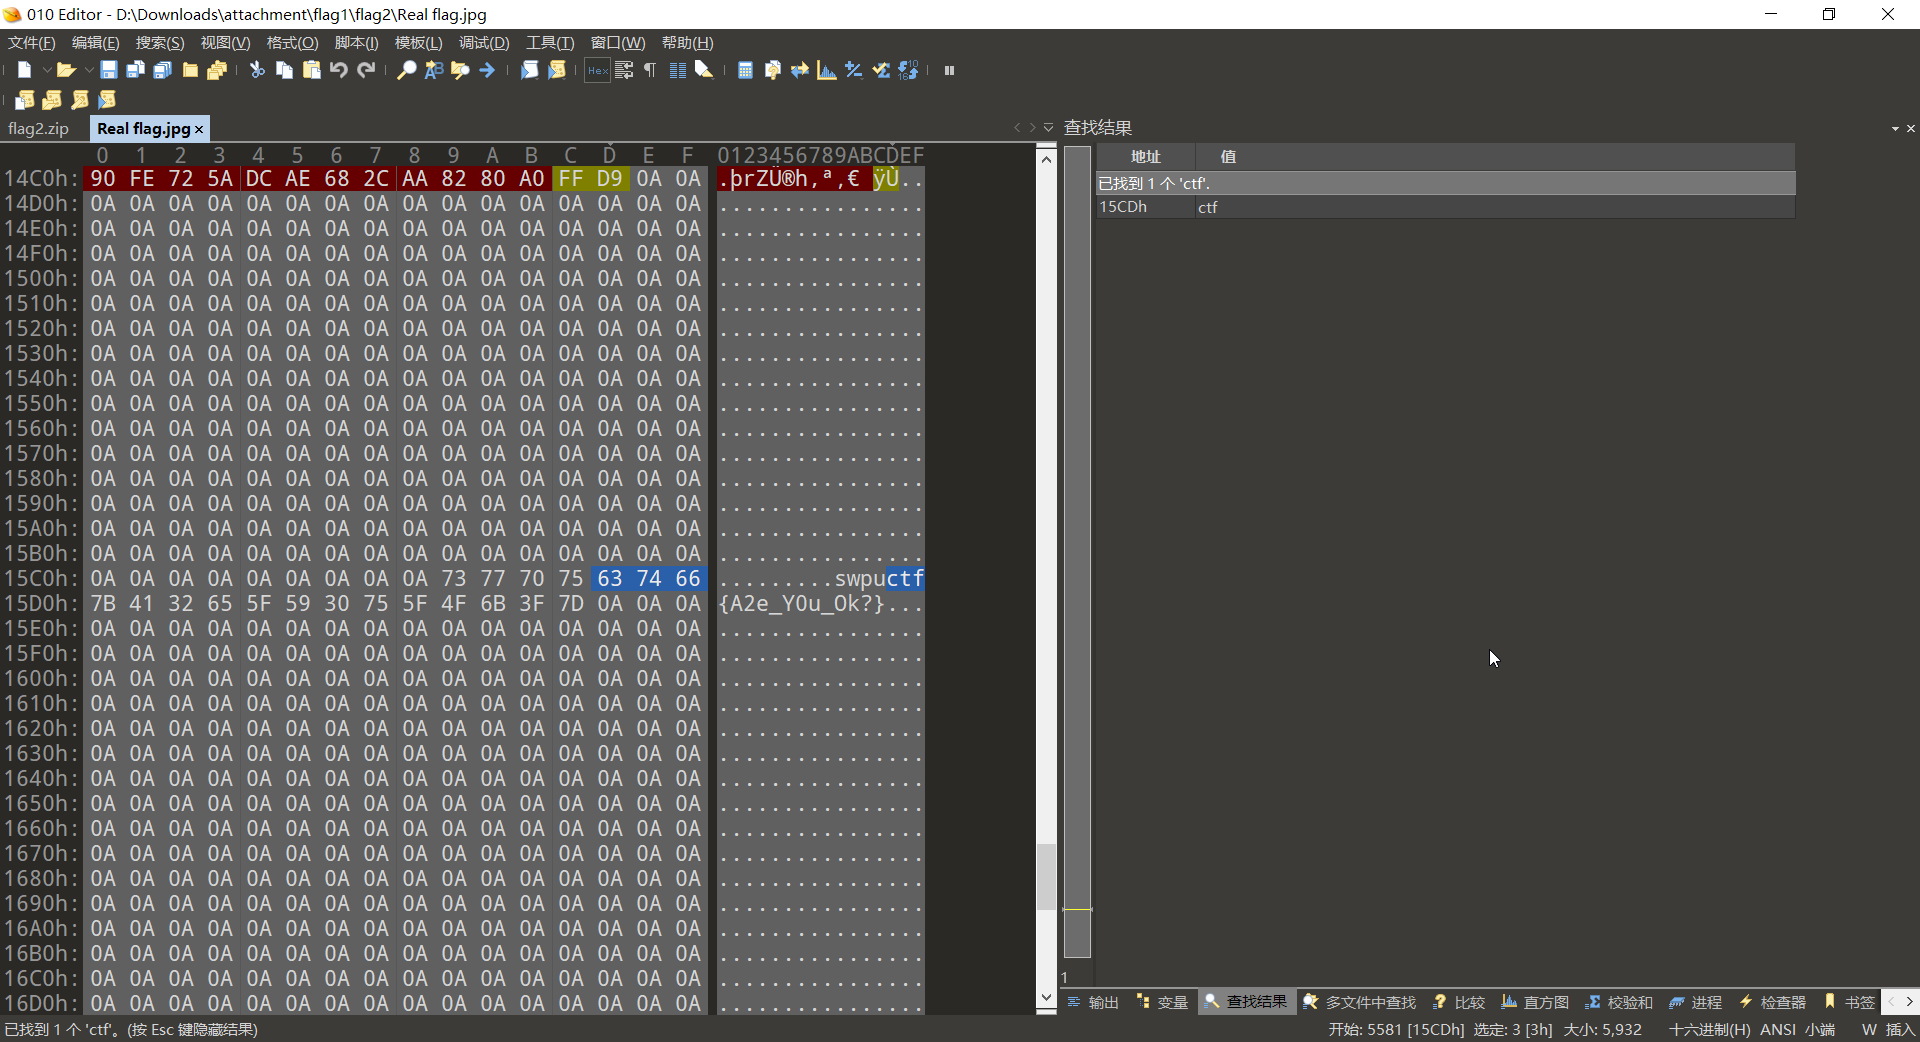 010 Editor - D:\Downloads\attachment\flag1\flag2\Real flag.jpg
文件(F) 编辑(E) 搜索(S) 视图(V) 格式(O) 脚本(I) 模板(L) 调试(D) 工具(T) 窗口(W) 帮助(H)
flag2.zip Real flag.jpg
0 1 2 3 4 5 6 7 8 9 A B C D E F 0123456789ABCDEF
14C0h: 90 FE 72 5A DC AE 68 2C AA 82 80 A0 FF D9 0A 0A .þrZÜ®h,ª‚€ ÿÙ..
14D0h: 0A 0A 0A 0A 0A 0A 0A 0A 0A 0A 0A 0A 0A 0A 0A 0A ................
14E0h: 0A 0A 0A 0A 0A 0A 0A 0A 0A 0A 0A 0A 0A 0A 0A 0A ................
14F0h: 0A 0A 0A 0A 0A 0A 0A 0A 0A 0A 0A 0A 0A 0A 0A 0A ................
1500h: 0A 0A 0A 0A 0A 0A 0A 0A 0A 0A 0A 0A 0A 0A 0A 0A ................
1510h: 0A 0A 0A 0A 0A 0A 0A 0A 0A 0A 0A 0A 0A 0A 0A 0A ................
1520h: 0A 0A 0A 0A 0A 0A 0A 0A 0A 0A 0A 0A 0A 0A 0A 0A ................
1530h: 0A 0A 0A 0A 0A 0A 0A 0A 0A 0A 0A 0A 0A 0A 0A 0A ................
1540h: 0A 0A 0A 0A 0A 0A 0A 0A 0A 0A 0A 0A 0A 0A 0A 0A ................
1550h: 0A 0A 0A 0A 0A 0A 0A 0A 0A 0A 0A 0A 0A 0A 0A 0A ................
1560h: 0A 0A 0A 0A 0A 0A 0A 0A 0A 0A 0A 0A 0A 0A 0A 0A ................
1570h: 0A 0A 0A 0A 0A 0A 0A 0A 0A 0A 0A 0A 0A 0A 0A 0A ................
1580h: 0A 0A 0A 0A 0A 0A 0A 0A 0A 0A 0A 0A 0A 0A 0A 0A ................
1590h: 0A 0A 0A 0A 0A 0A 0A 0A 0A 0A 0A 0A 0A 0A 0A 0A ................
15A0h: 0A 0A 0A 0A 0A 0A 0A 0A 0A 0A 0A 0A 0A 0A 0A 0A ................
15B0h: 0A 0A 0A 0A 0A 0A 0A 0A 0A 0A 0A 0A 0A 0A 0A 0A ................
15C0h: 0A 0A 0A 0A 0A 0A 0A 0A 0A 73 77 70 75 63 74 66 .........swpuctf
15D0h: 7B 41 32 65 5F 59 30 75 5F 4F 6B 3F 7D 0A 0A 0A {A2e_Y0u_Ok?}...
15E0h: 0A 0A 0A 0A 0A 0A 0A 0A 0A 0A 0A 0A 0A 0A 0A 0A ................
15F0h: 0A 0A 0A 0A 0A 0A 0A 0A 0A 0A 0A 0A 0A 0A 0A 0A ................
1600h: 0A 0A 0A 0A 0A 0A 0A 0A 0A 0A 0A 0A 0A 0A 0A 0A ................
1610h: 0A 0A 0A 0A 0A 0A 0A 0A 0A 0A 0A 0A 0A 0A 0A 0A ................
1620h: 0A 0A 0A 0A 0A 0A 0A 0A 0A 0A 0A 0A 0A 0A 0A 0A ................
1630h: 0A 0A 0A 0A 0A 0A 0A 0A 0A 0A 0A 0A 0A 0A 0A 0A ................
1640h: 0A 0A 0A 0A 0A 0A 0A 0A 0A 0A 0A 0A 0A 0A 0A 0A ................
1650h: 0A 0A 0A 0A 0A 0A 0A 0A 0A 0A 0A 0A 0A 0A 0A 0A ................
1660h: 0A 0A 0A 0A 0A 0A 0A 0A 0A 0A 0A 0A 0A 0A 0A 0A ................
1670h: 0A 0A 0A 0A 0A 0A 0A 0A 0A 0A 0A 0A 0A 0A 0A 0A ................
1680h: 0A 0A 0A 0A 0A 0A 0A 0A 0A 0A 0A 0A 0A 0A 0A 0A ................
1690h: 0A 0A 0A 0A 0A 0A 0A 0A 0A 0A 0A 0A 0A 0A 0A 0A ................
16A0h: 0A 0A 0A 0A 0A 0A 0A 0A 0A 0A 0A 0A 0A 0A 0A 0A ................
16B0h: 0A 0A 0A 0A 0A 0A 0A 0A 0A 0A 0A 0A 0A 0A 0A 0A ................
16C0h: 0A 0A 0A 0A 0A 0A 0A 0A 0A 0A 0A 0A 0A 0A 0A 0A ................
16D0h: 0A 0A 0A 0A 0A 0A 0A 0A 0A 0A 0A 0A 0A 0A 0A 0A ................
查找结果
地址 值
已找到 1 个 'ctf'.
15CDh ctf
1
输出 变量 查找结果 多文件中查找 比较 直方图 校验和 进程 检查器 书签
已找到 1 个 'ctf'。(按 Esc 键隐藏结果)
开始: 5581 [15CDh] 选定: 3 [3h] 大小: 5,932 十六进制(H) ANSI 小端 W 插入